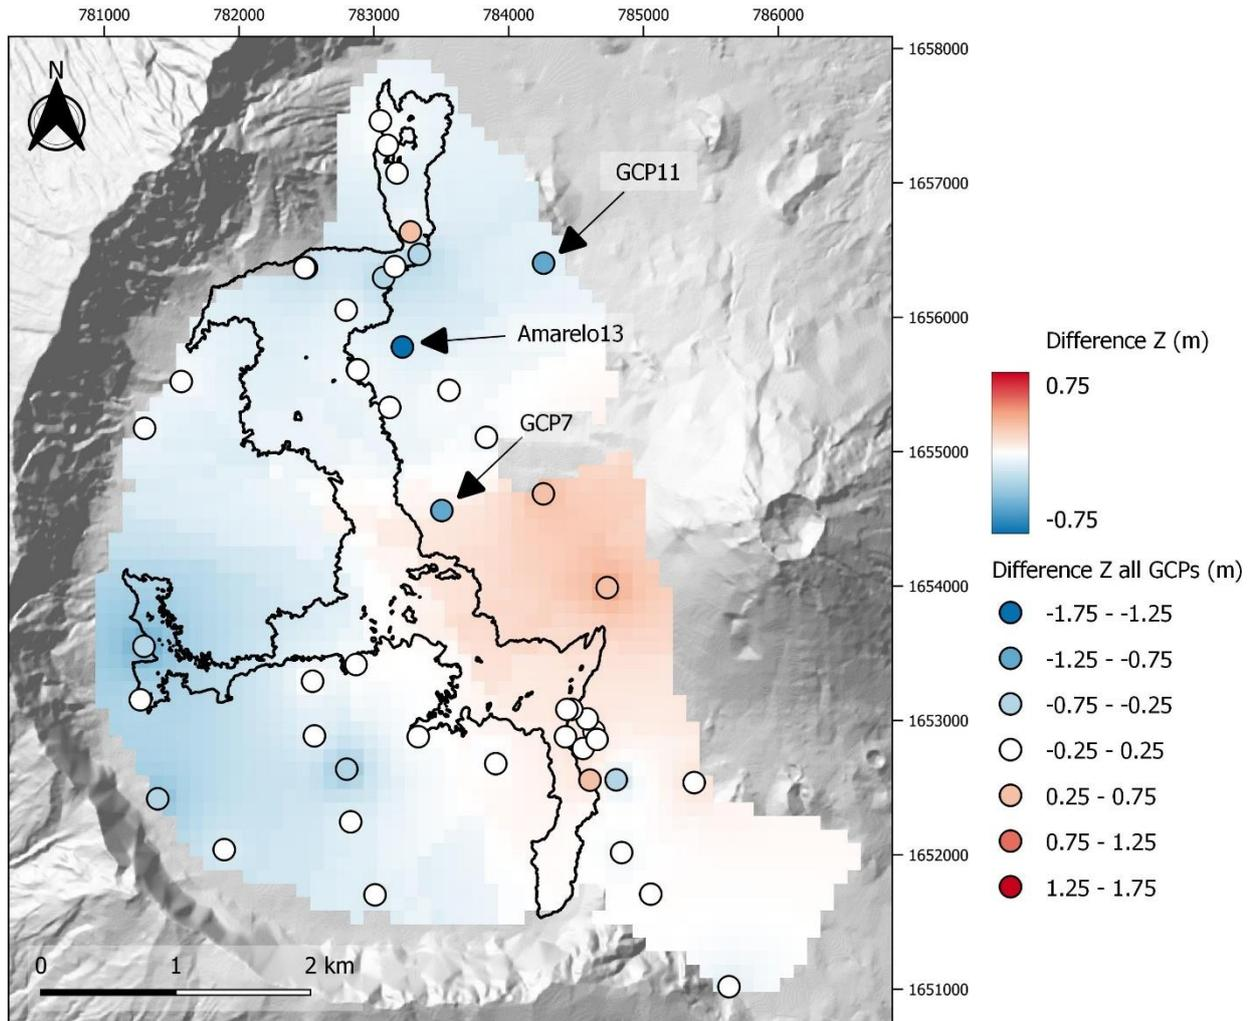 781000 782000 783000 784000 785000 786000
1658000
N
GCP11
1657000
1656000
Amarelo13
Difference Z (m)
0.75
GCP7
1655000
-0.75
Difference Z all GCPs (m)
1654000
-1.75 - -1.25
-1.25 - -0.75
-0.75 - -0.25
1653000
-0.25 - 0.25
0.25 - 0.75
0.75 - 1.25
1652000
1.25 - 1.75
0 1 2 km
1651000